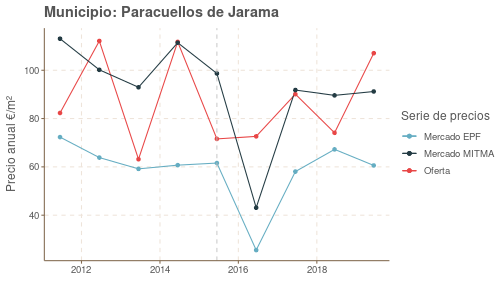 Municipio: Paracuellos de Jarama
Precio anual €/m²
100
80
60
40
2012
2014
2016
2018
Serie de precios
Mercado EPF
Mercado MITMA
Oferta